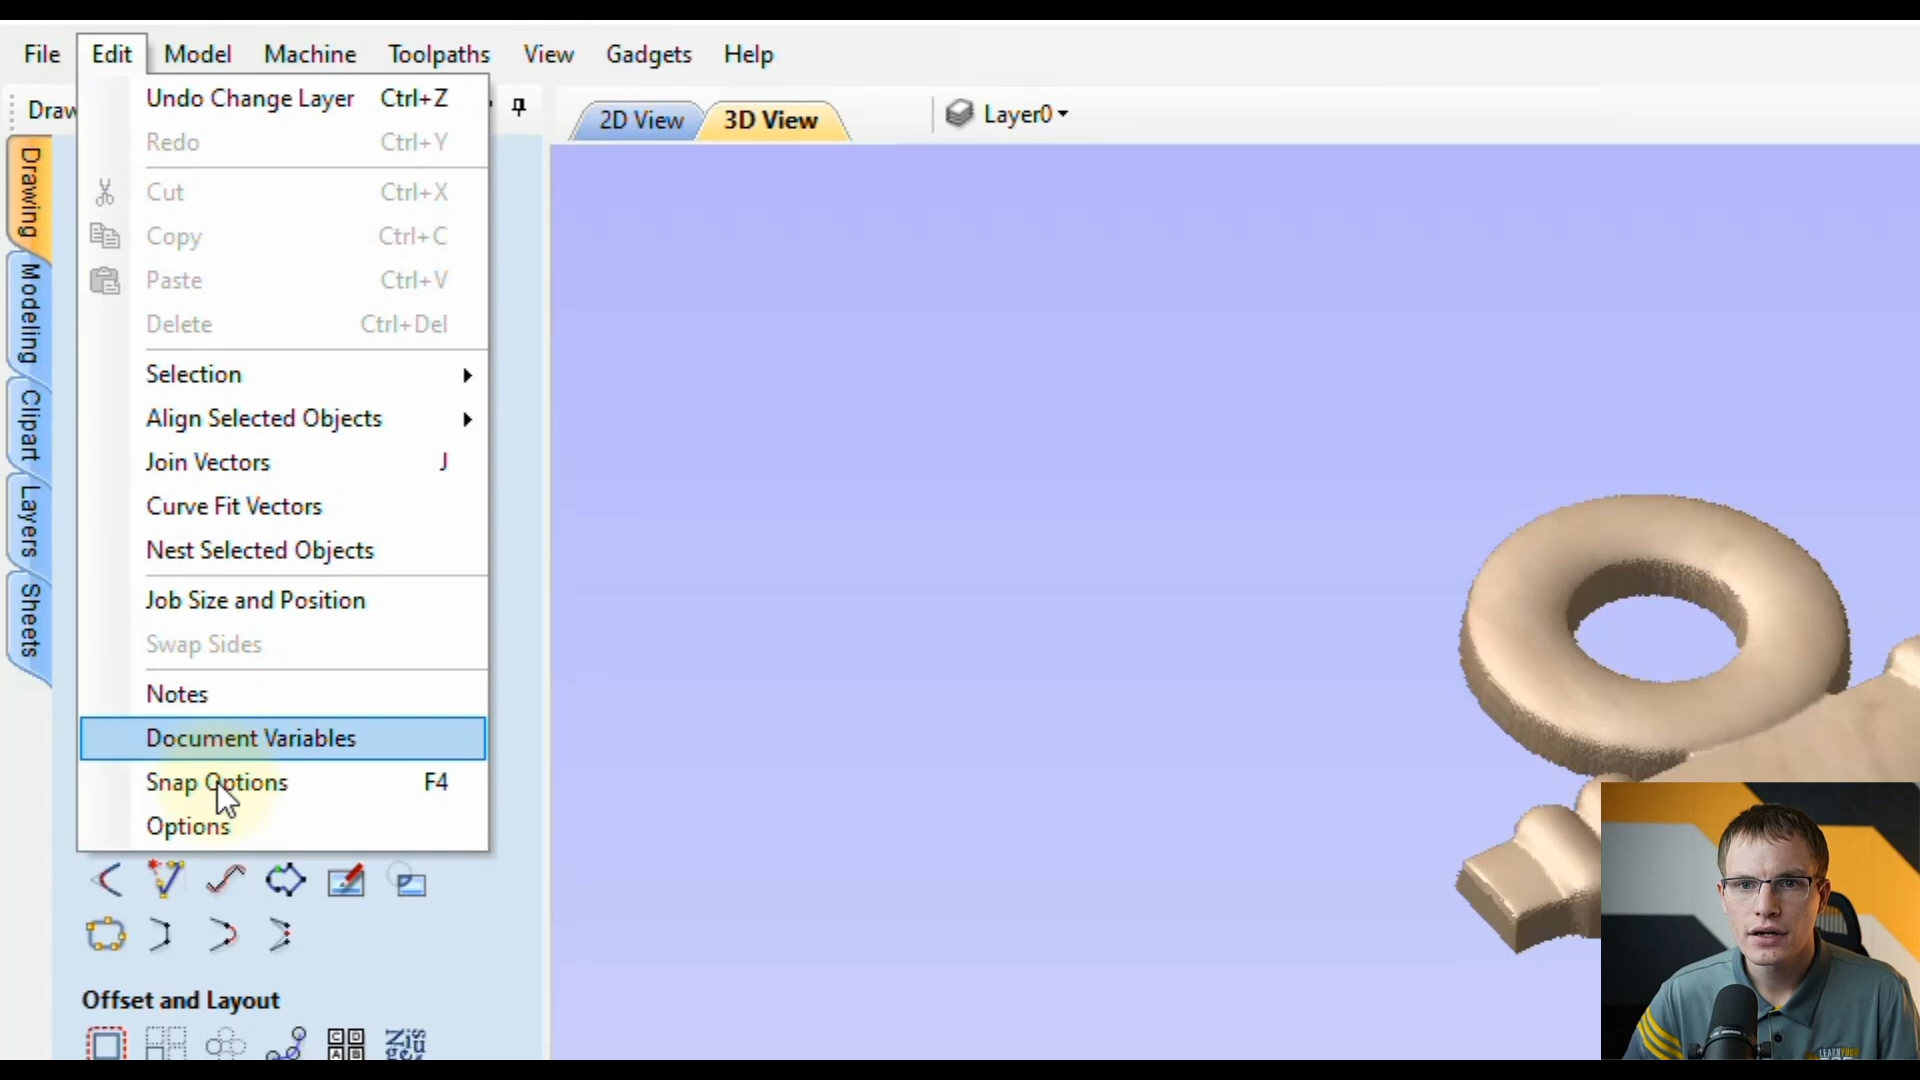 File Edit Model Machine Toolpaths View Gadgets Help
Draw
2D View 3D View Layer0
Undo Change Layer Ctrl+Z
Redo Ctrl+Y
Cut Ctrl+X
Copy Ctrl+C
Paste Ctrl+V
Delete Ctrl+Del
Selection
Align Selected Objects
Join Vectors J
Curve Fit Vectors
Nest Selected Objects
Job Size and Position
Swap Sides
Notes
Document Variables
Snap Options F4
Options
Drawing
Modeling
Clipart
Layers
Sheets
Offset and Layout